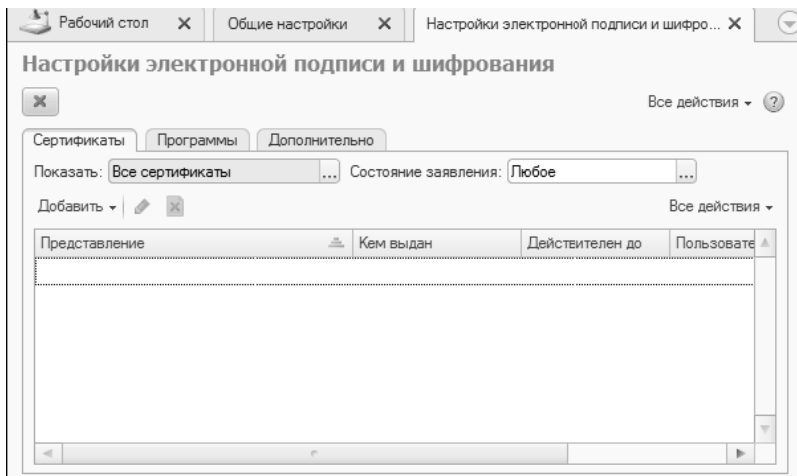 Рабочий стол Общие настройки Настройки электронной подписи и шифро...
Настройки электронной подписи и шифрования
Все действия
Сертификаты Программы Дополнительно
Показать: Все сертификаты ... Состояние заявления: Любое ...
Добавить Все действия
Представление Кем выдан Действителен до Пользовате